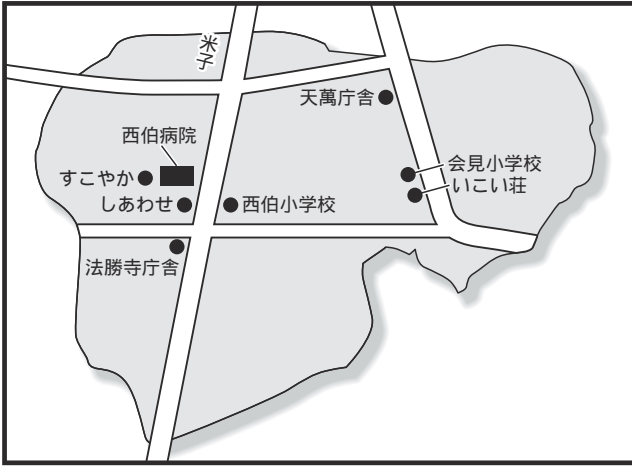 米子
天萬庁舎
西伯病院
会見小学校
すこやか
いこい荘
しあわせ
西伯小学校
法勝寺庁舎